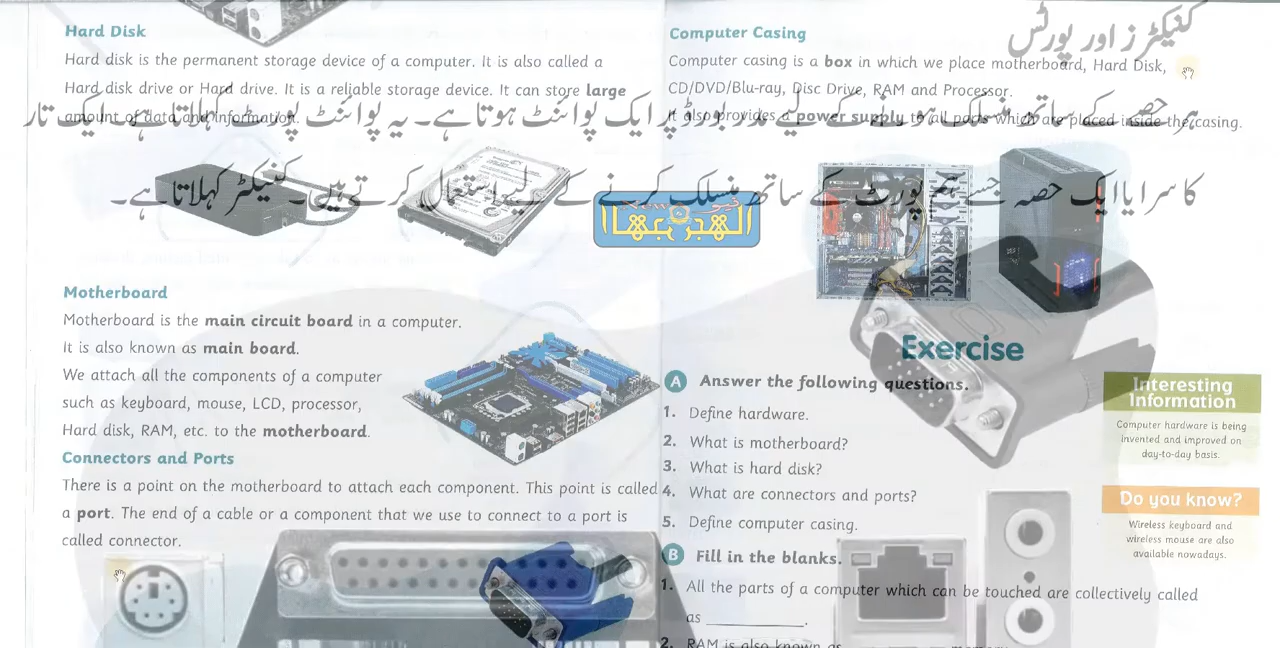 Hard Disk
Hard disk is the permanent storage device of a computer. It is also called a
Hard disk drive or Hard drive. It is a reliable storage device. It can store large
amount of data and information.
Motherboard
Motherboard is the main circuit board in a computer.
It is also known as main board.
We attach all the components of a computer
such as keyboard, mouse, LCD, processor,
Hard disk, RAM, etc. to the motherboard.
Connectors and Ports
There is a point on the motherboard to attach each component. This point is called
a port. The end of a cable or a component that we use to connect to a port is
called connector.
Computer Casing
Computer casing is a box in which we place motherboard, Hard Disk,
CD/DVD/Blu-ray, Disc Drive, RAM and Processor.
It also provides a power supply to all parts which are placed inside the casing.
Exercise
A Answer the following questions.
1. Define hardware.
2. What is motherboard?
3. What is hard disk?
4. What are connectors and ports?
5. Define computer casing.
B Fill in the blanks.
1. All the parts of a computer which can be touched are collectively called
as ____________.
2. RAM is also known as
Interesting
Information
Computer hardware is being
invented and improved on
day-to-day basis.
Do you know?
Wireless keyboard and
wireless mouse are also
available nowadays.
کنیکٹرز اور پورٹس
ہر حصے کے ساتھ منسلک ہونے کے لیے مدر بورڈ پر ایک پوائنٹ ہوتا ہے۔ یہ پوائنٹ پورٹ کہلاتا ہے۔ ایک تار
کا سرا یا ایک حصہ جسے ہم پورٹ کے ساتھ منسلک کرنے کے لیے استعمال کرتے ہیں۔ کنیکٹر کہلاتا ہے۔